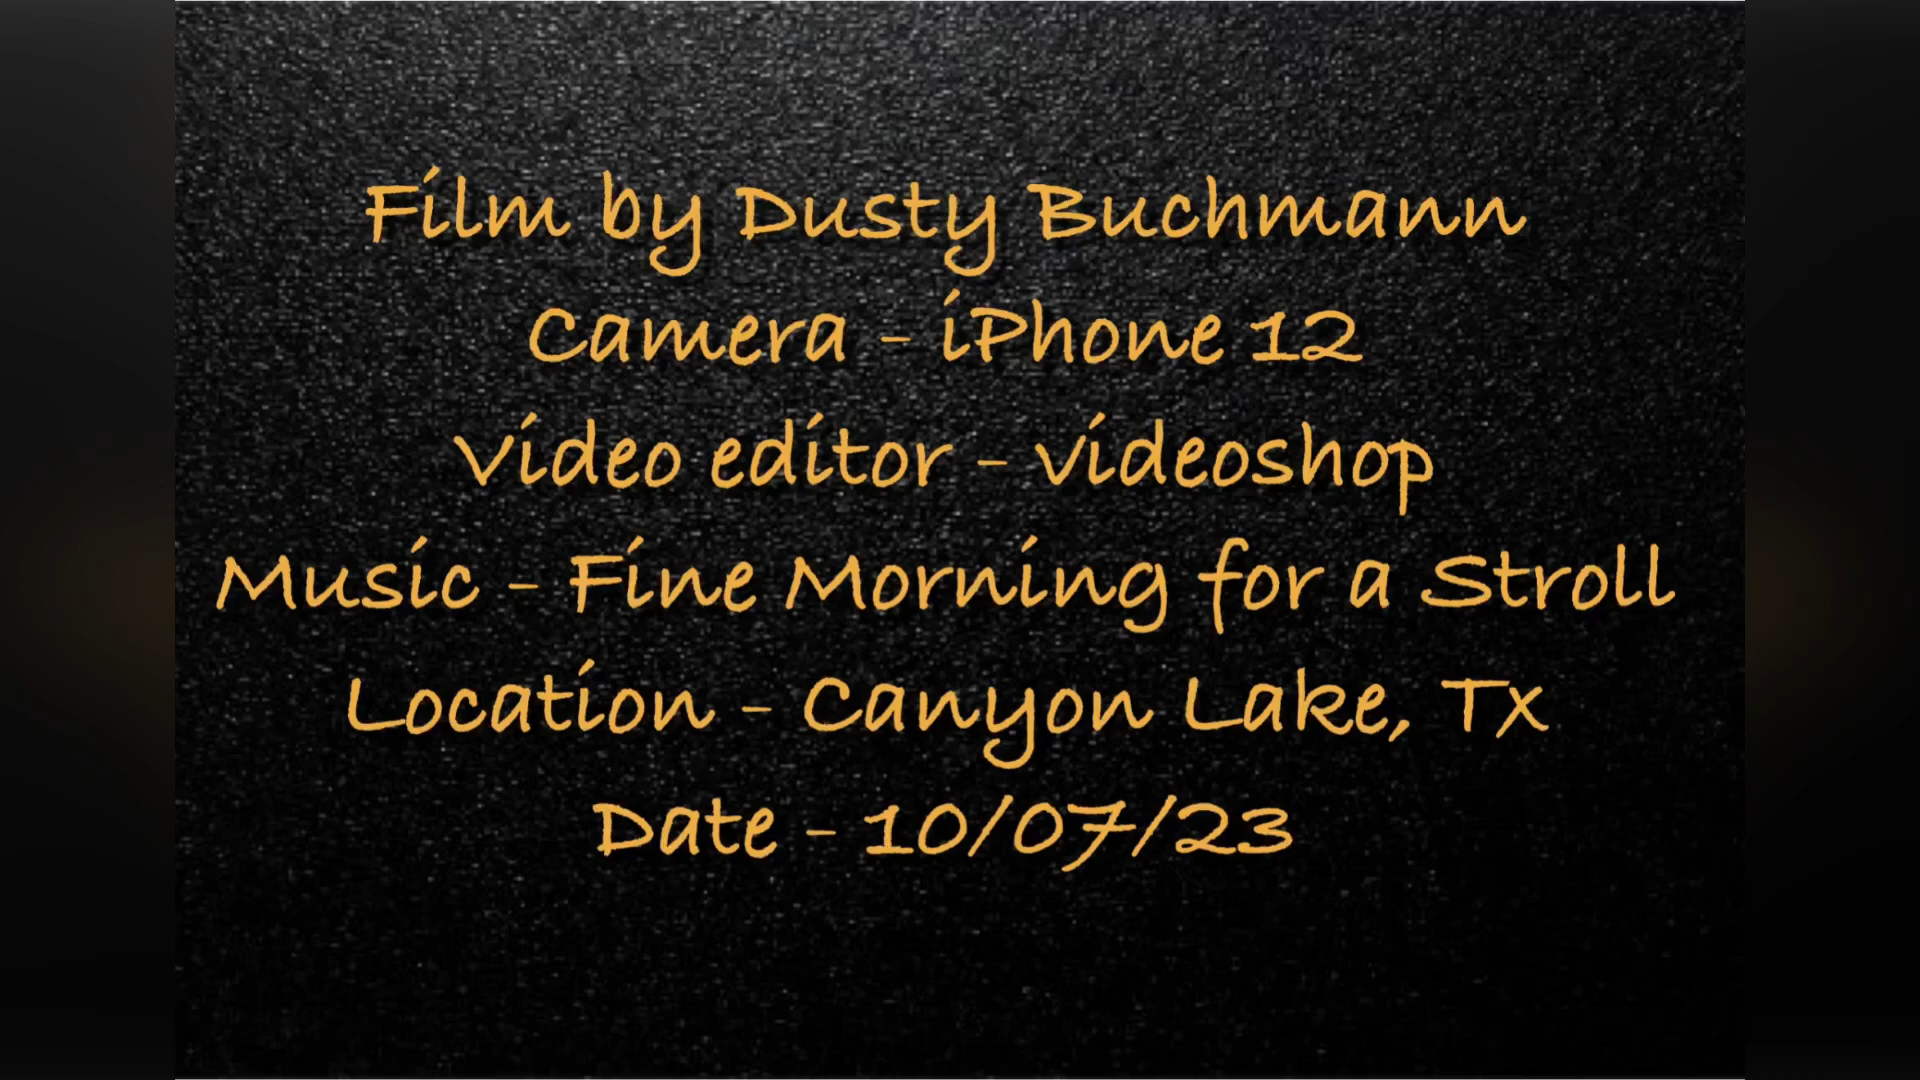 Film by Dusty Buchmann
Camera - iPhone 12
Video editor - videoshop
Music - Fine Morning for a Stroll
Location - Canyon Lake, Tx
Date - 10/07/23